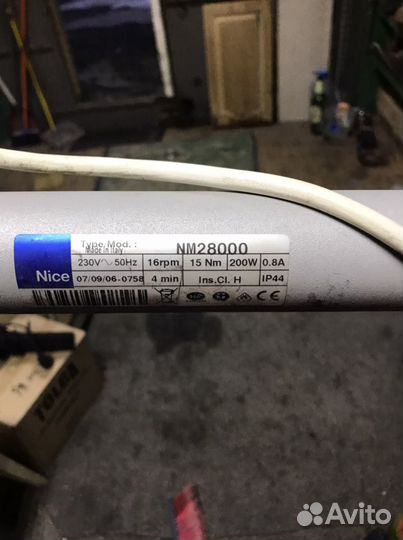 Type/Mod.: NM28000
Made in Italy
Nice 230V~50Hz 16rpm 15 Nm 200W 0.8A
07/09/06-0758 4 min Ins.Cl. H IP44
TOLDA
Avito